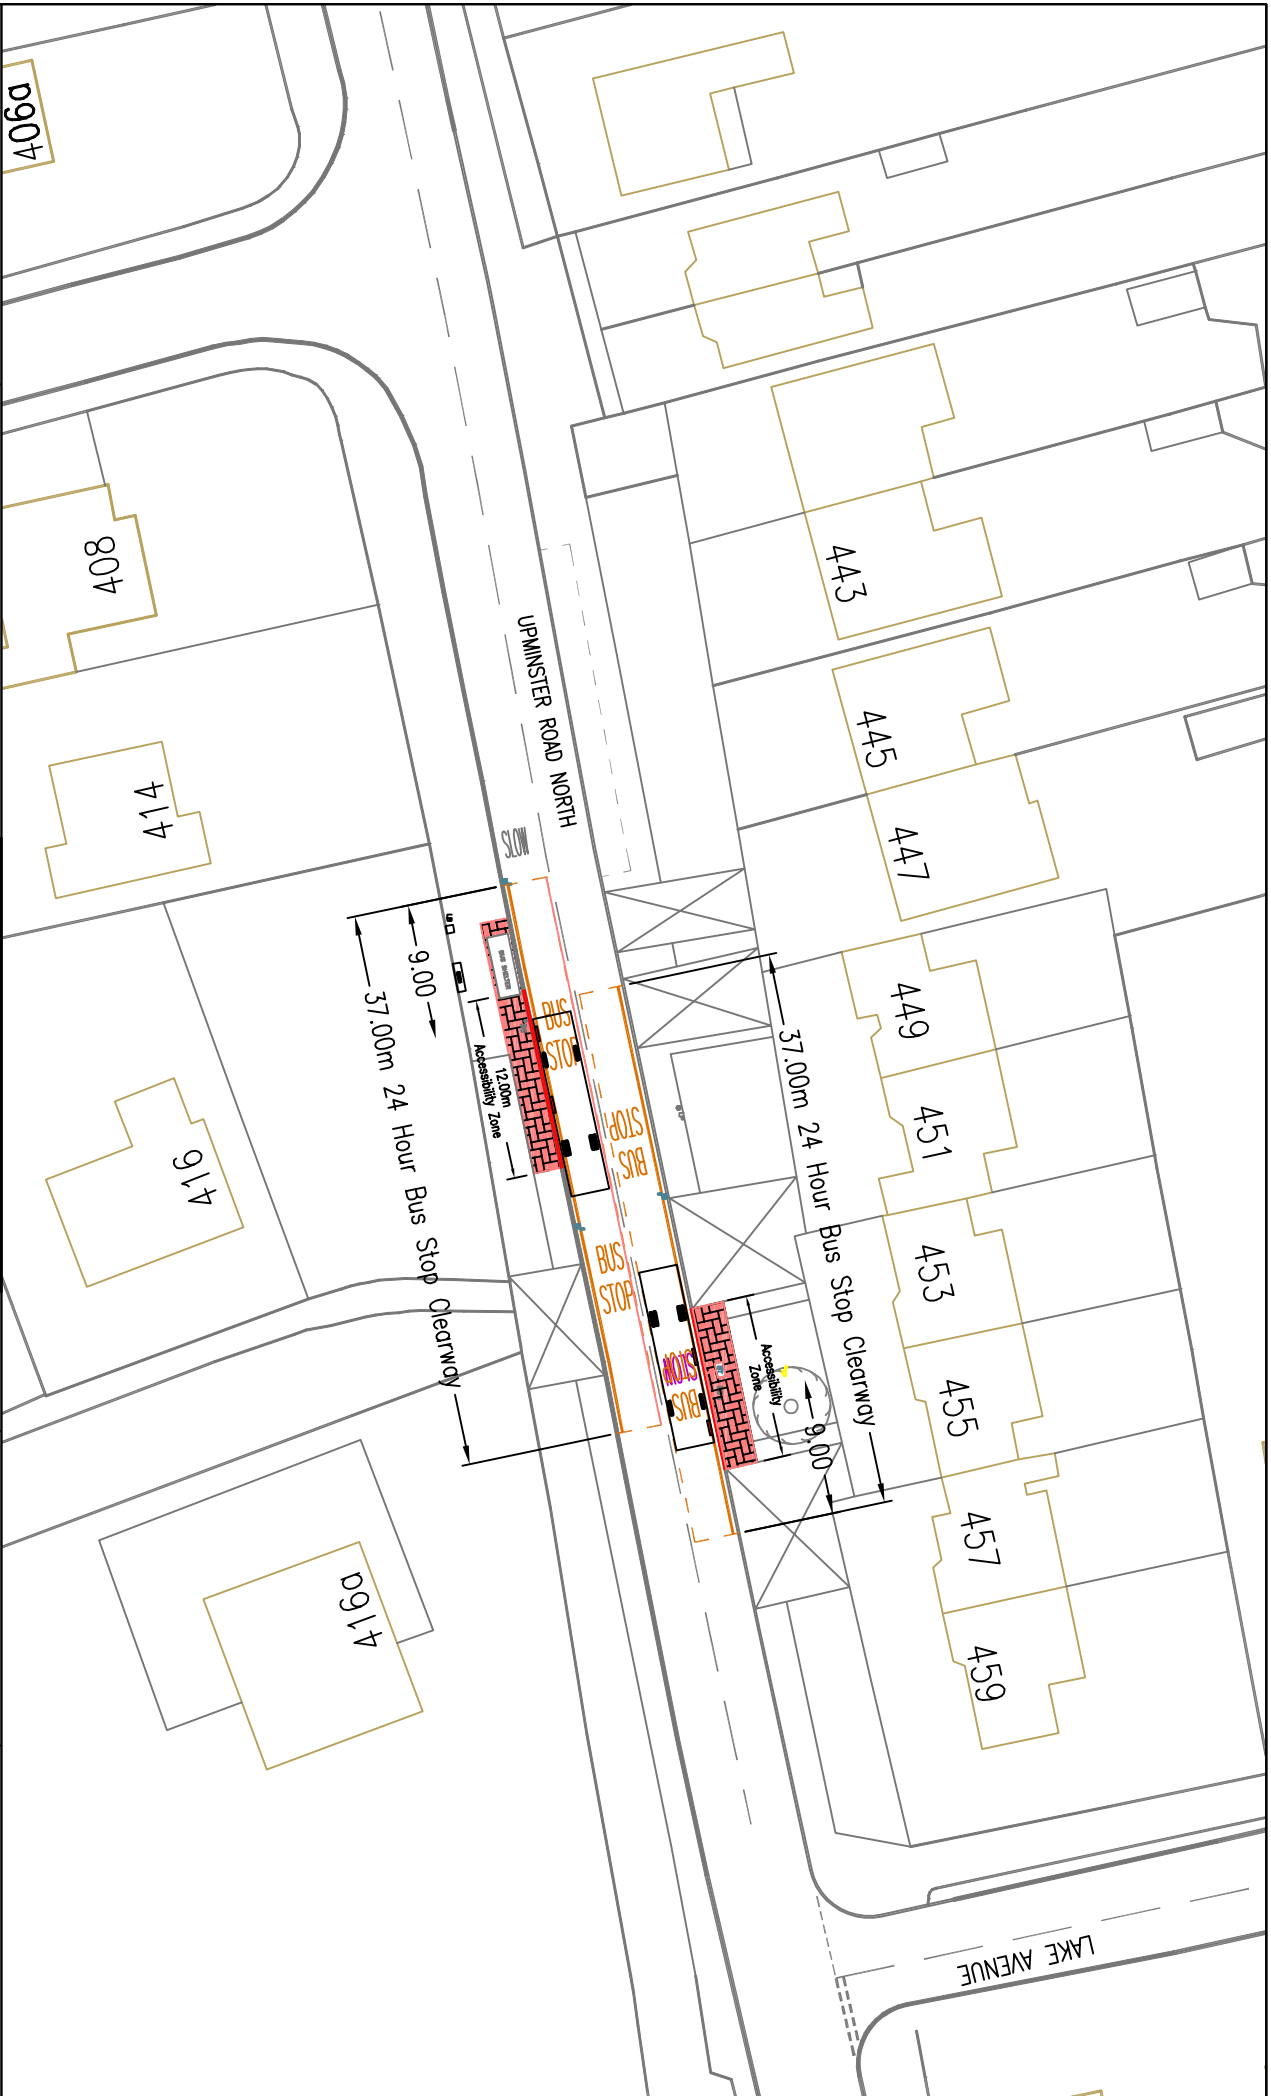 406a
408
414
416
416a
443
445
447
449
451
453
455
457
459
UPMINSTER ROAD NORTH
SLOW
LAKE AVENUE
37.00m 24 Hour Bus Stop Clearway
9.00
12.00m
Accessibility Zone
BUS SHELTER
BUS
STOP
BUS
STOP
37.00m 24 Hour Bus Stop Clearway
9.00
Accessibility
Zone
BUS
STOP
BUS
STOP